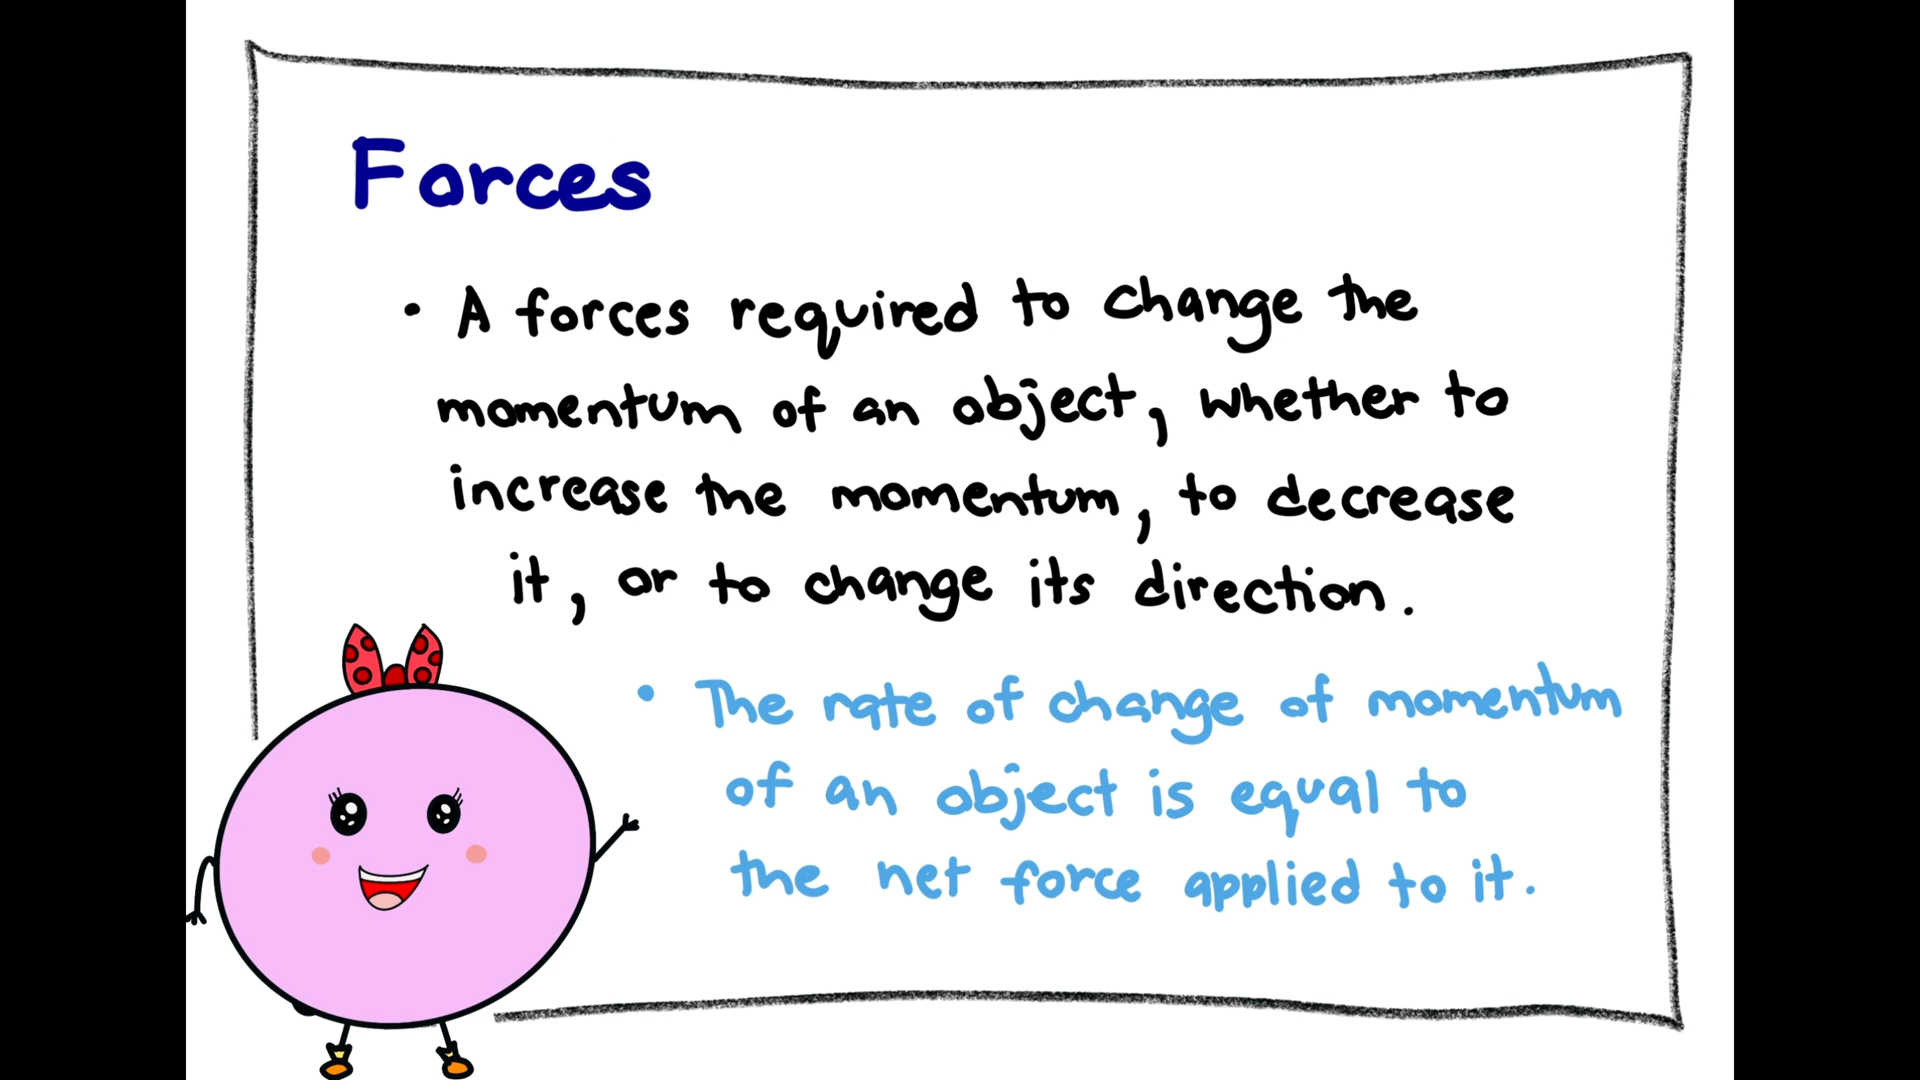 Forces
• A forces required to change the
momentum of an object, whether to
increase the momentum, to decrease
it, or to change its direction.
• The rate of change of momentum
of an object is equal to
the net force applied to it.